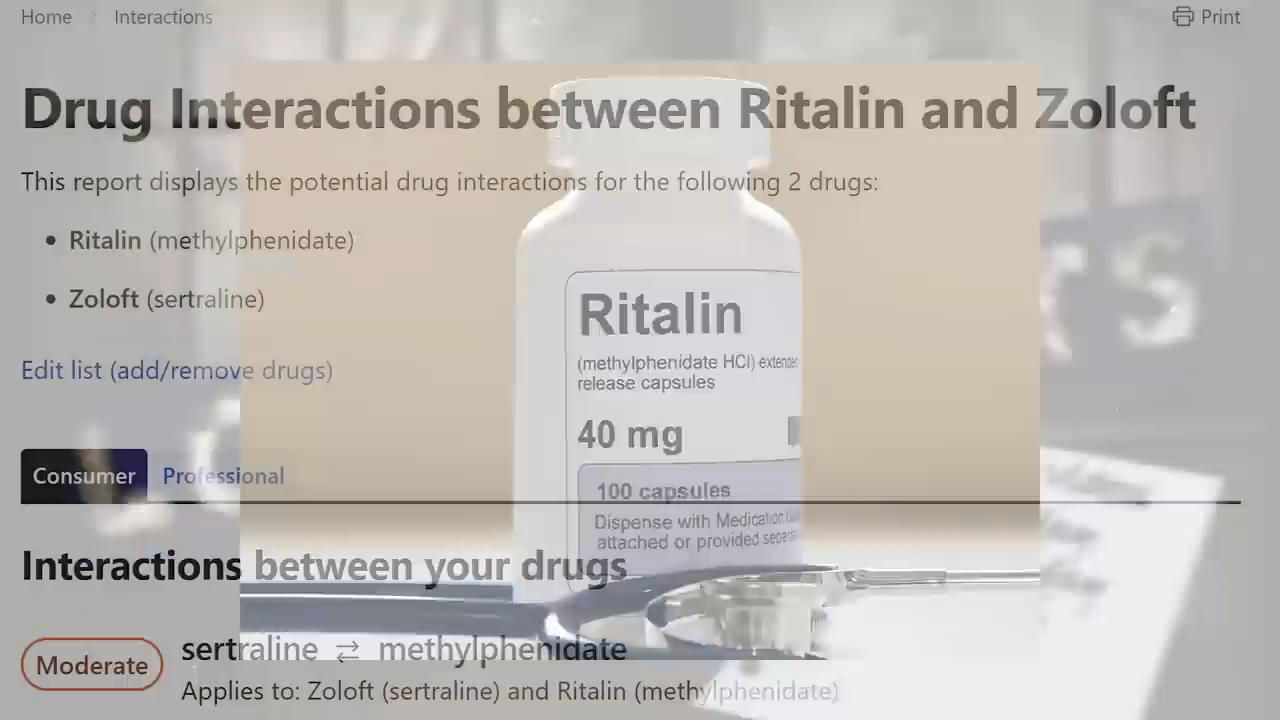 Home > Interactions
Print
Drug Interactions between Ritalin and Zoloft
This report displays the potential drug interactions for the following 2 drugs:
• Ritalin (methylphenidate)
• Zoloft (sertraline)
Edit list (add/remove drugs)
Consumer Professional
Interactions between your drugs
Moderate
sertraline ⇄ methylphenidate
Applies to: Zoloft (sertraline) and Ritalin (methylphenidate)
Ritalin
(methylphenidate HCl)
release capsules
40 mg
100 capsules
Dispense with Medication
attached or provided